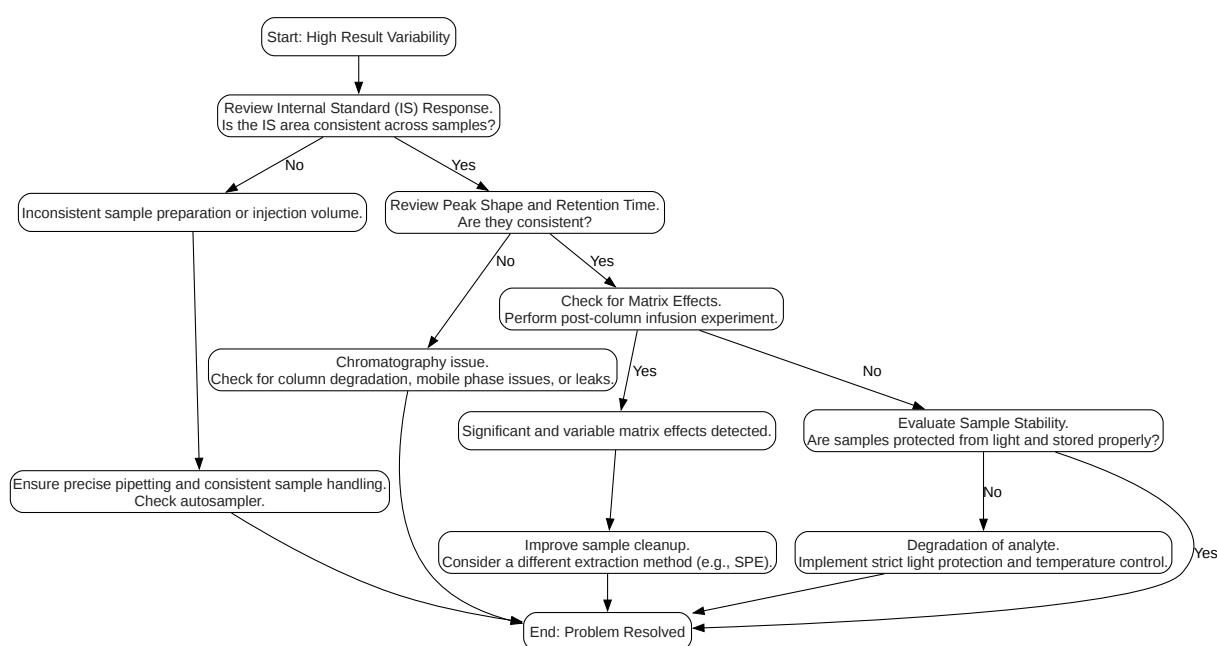 Start: High Result Variability
Review Internal Standard (IS) Response.
Is the IS area consistent across samples?
No
Yes
Inconsistent sample preparation or injection volume.
Review Peak Shape and Retention Time.
Are they consistent?
No
Yes
Check for Matrix Effects.
Perform post-column infusion experiment.
Chromatography issue.
Check for column degradation, mobile phase issues, or leaks.
Yes
No
Significant and variable matrix effects detected.
Evaluate Sample Stability.
Are samples protected from light and stored properly?
Ensure precise pipetting and consistent sample handling.
Check autosampler.
No
Improve sample cleanup.
Consider a different extraction method (e.g., SPE).
Degradation of analyte.
Implement strict light protection and temperature control.
Yes
End: Problem Resolved